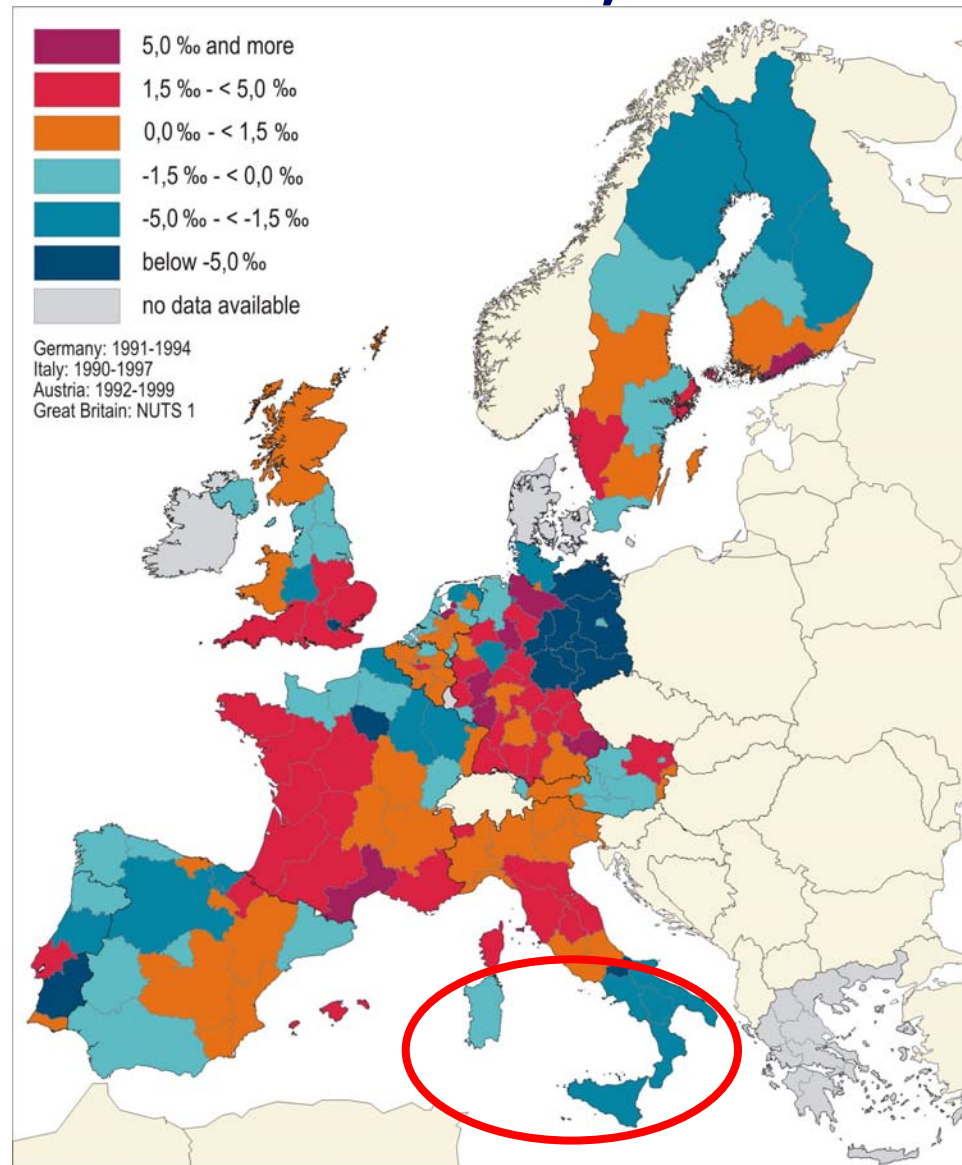 5,0 ‰ and more
1,5 ‰ - < 5,0 ‰
0,0 ‰ - < 1,5 ‰
-1,5 ‰ - < 0,0 ‰
-5,0 ‰ - < -1,5 ‰
below -5,0 ‰
no data available
Germany: 1991-1994
Italy: 1990-1997
Austria: 1992-1999
Great Britain: NUTS 1